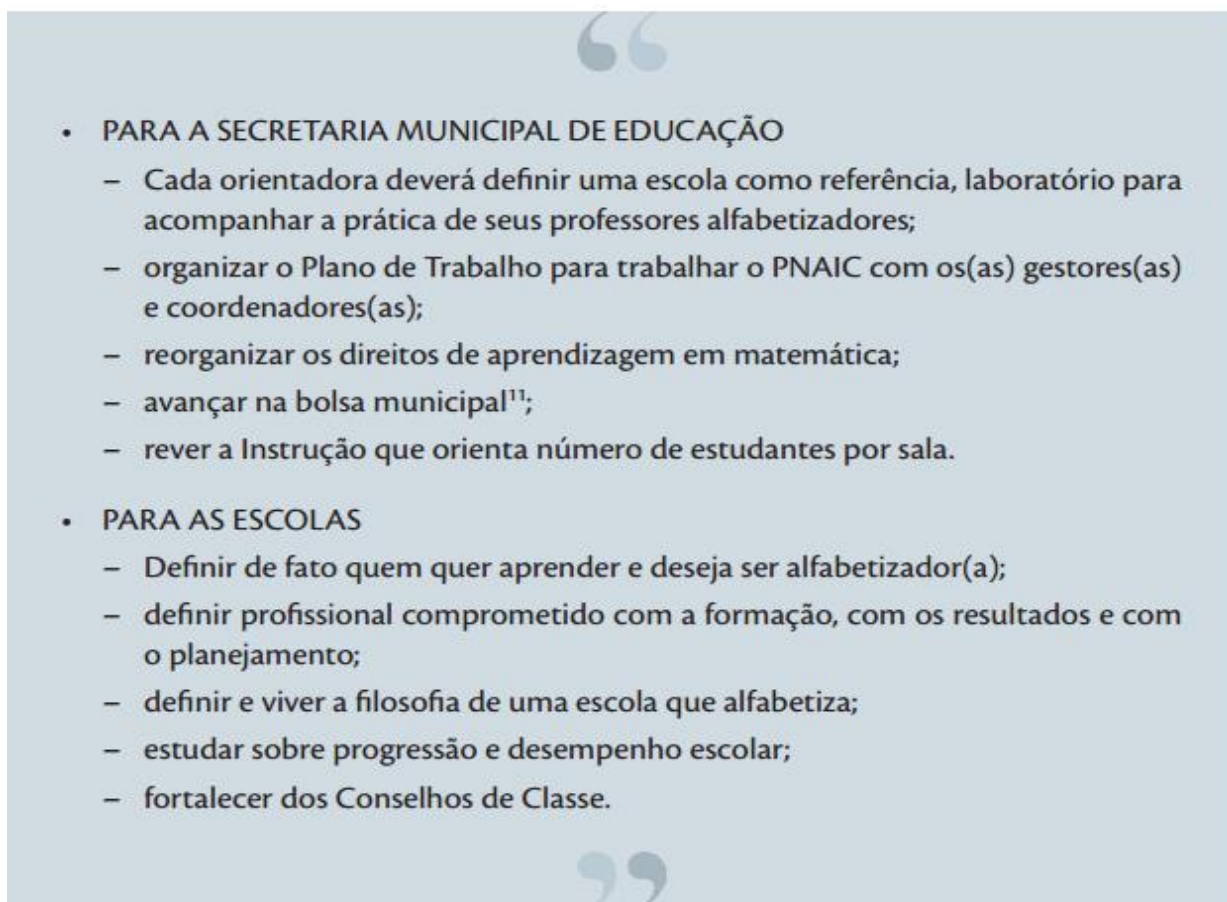 “
• PARA A SECRETARIA MUNICIPAL DE EDUCAÇÃO
– Cada orientadora deverá definir uma escola como referência, laboratório para
acompanhar a prática de seus professores alfabetizadores;
– organizar o Plano de Trabalho para trabalhar o PNAIC com os(as) gestores(as)
e coordenadores(as);
– reorganizar os direitos de aprendizagem em matemática;
– avançar na bolsa municipal¹¹;
– rever a Instrução que orienta número de estudantes por sala.
• PARA AS ESCOLAS
– Definir de fato quem quer aprender e deseja ser alfabetizador(a);
– definir profissional comprometido com a formação, com os resultados e com
o planejamento;
– definir e viver a filosofia de uma escola que alfabetiza;
– estudar sobre progressão e desempenho escolar;
– fortalecer dos Conselhos de Classe.
”